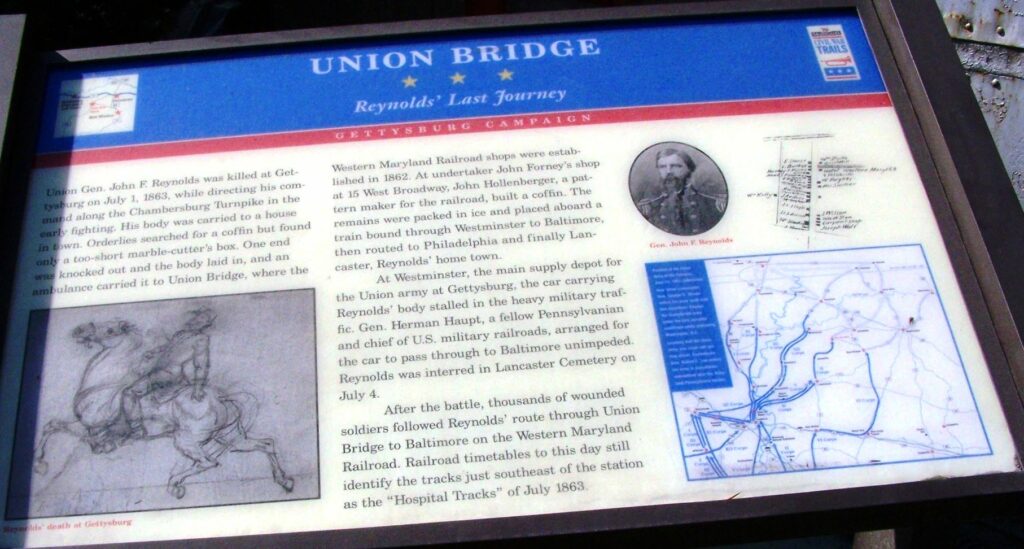 UNION BRIDGE
Reynolds' Last Journey
GETTYSBURG CAMPAIGN
CIVIL WAR
TRAILS
Union Gen. John F. Reynolds was killed at Get-
tysburg on July 1, 1863, while directing his com-
mand along the Chambersburg Turnpike in the
early fighting. His body was carried to a house
in town. Orderlies searched for a coffin but found
only a too-short marble-cutter's box. One end
was knocked out and the body laid in, and an
ambulance carried it to Union Bridge, where the
Reynolds' death at Gettysburg
Western Maryland Railroad shops were estab-
lished in 1862. At undertaker John Forney's shop
at 15 West Broadway, John Hollenberger, a pat-
tern maker for the railroad, built a coffin. The
remains were packed in ice and placed aboard a
train bound through Westminster to Baltimore,
then routed to Philadelphia and finally Lan-
caster, Reynolds' home town.
At Westminster, the main supply depot for
the Union army at Gettysburg, the car carrying
Reynolds' body stalled in the heavy military traf-
fic. Gen. Herman Haupt, a fellow Pennsylvanian
and chief of U.S. military railroads, arranged for
the car to pass through to Baltimore unimpeded.
Reynolds was interred in Lancaster Cemetery on
July 4.
After the battle, thousands of wounded
soldiers followed Reynolds' route through Union
Bridge to Baltimore on the Western Maryland
Railroad. Railroad timetables to this day still
identify the tracks just southeast of the station
as the "Hospital Tracks" of July 1863.
Gen. John F. Reynolds